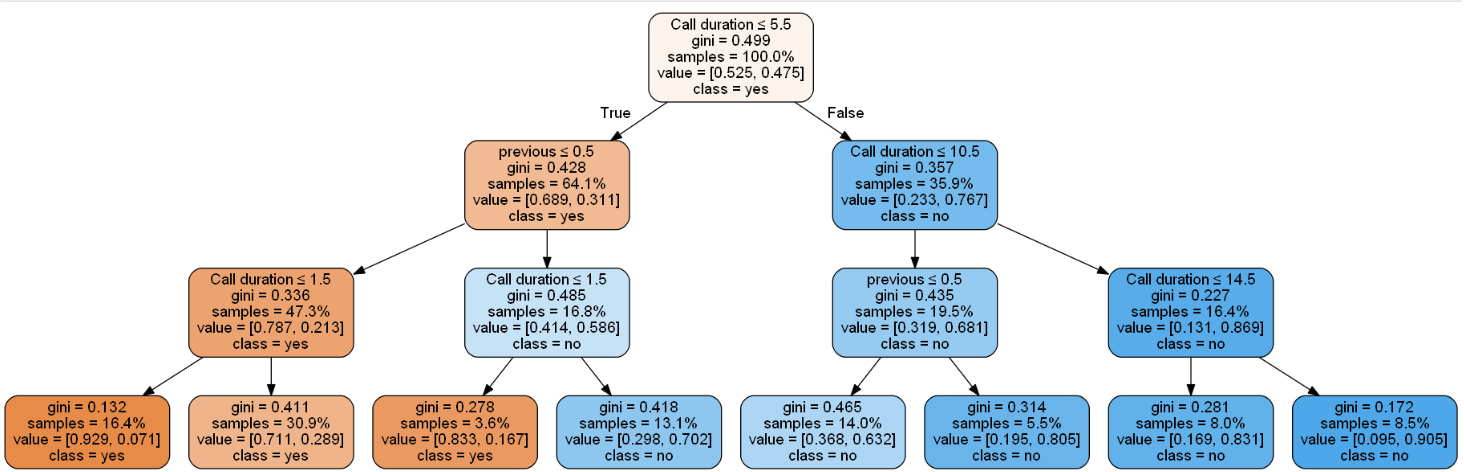 Call duration ≤ 5.5
gini = 0.499
samples = 100.0%
value = [0.525, 0.475]
class = yes
True
False
previous ≤ 0.5
gini = 0.428
samples = 64.1%
value = [0.689, 0.311]
class = yes
Call duration ≤ 10.5
gini = 0.357
samples = 35.9%
value = [0.233, 0.767]
class = no
Call duration ≤ 1.5
gini = 0.336
samples = 47.3%
value = [0.787, 0.213]
class = yes
Call duration ≤ 1.5
gini = 0.485
samples = 16.8%
value = [0.414, 0.586]
class = no
previous ≤ 0.5
gini = 0.435
samples = 19.5%
value = [0.319, 0.681]
class = no
Call duration ≤ 14.5
gini = 0.227
samples = 16.4%
value = [0.131, 0.869]
class = no
gini = 0.132
samples = 16.4%
value = [0.929, 0.071]
class = yes
gini = 0.411
samples = 30.9%
value = [0.711, 0.289]
class = yes
gini = 0.278
samples = 3.6%
value = [0.833, 0.167]
class = yes
gini = 0.418
samples = 13.1%
value = [0.298, 0.702]
class = no
gini = 0.465
samples = 14.0%
value = [0.368, 0.632]
class = no
gini = 0.314
samples = 5.5%
value = [0.195, 0.805]
class = no
gini = 0.281
samples = 8.0%
value = [0.169, 0.831]
class = no
gini = 0.172
samples = 8.5%
value = [0.095, 0.905]
class = no